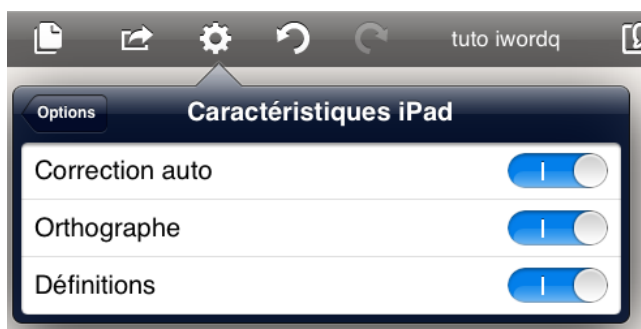 tuto iwordq
Options
Caractéristiques iPad
Correction auto
Orthographe
Définitions